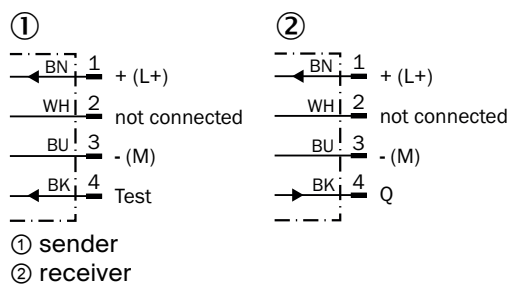 ① ②
BN 1 + (L+) BN 1 + (L+)
WH 2 not connected WH 2 not connected
BU 3 - (M) BU 3 - (M)
BK 4 Test BK 4 Q
① sender
② receiver